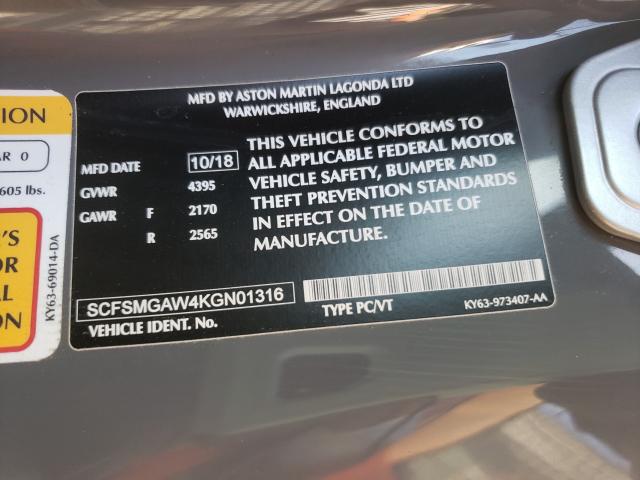 MFD BY ASTON MARTIN LAGONDA LTD
WARWICKSHIRE, ENGLAND
MFD DATE 10/18
GVWR 4395
GAWR F 2170
R 2565
THIS VEHICLE CONFORMS TO
ALL APPLICABLE FEDERAL MOTOR
VEHICLE SAFETY, BUMPER AND
THEFT PREVENTION STANDARDS
IN EFFECT ON THE DATE OF
MANUFACTURE.
SCFSMGAW4KGN01316
VEHICLE IDENT. No.
TYPE PC/VT
KY63-973407-AA
KY63-69014-DA
0
605 lbs.